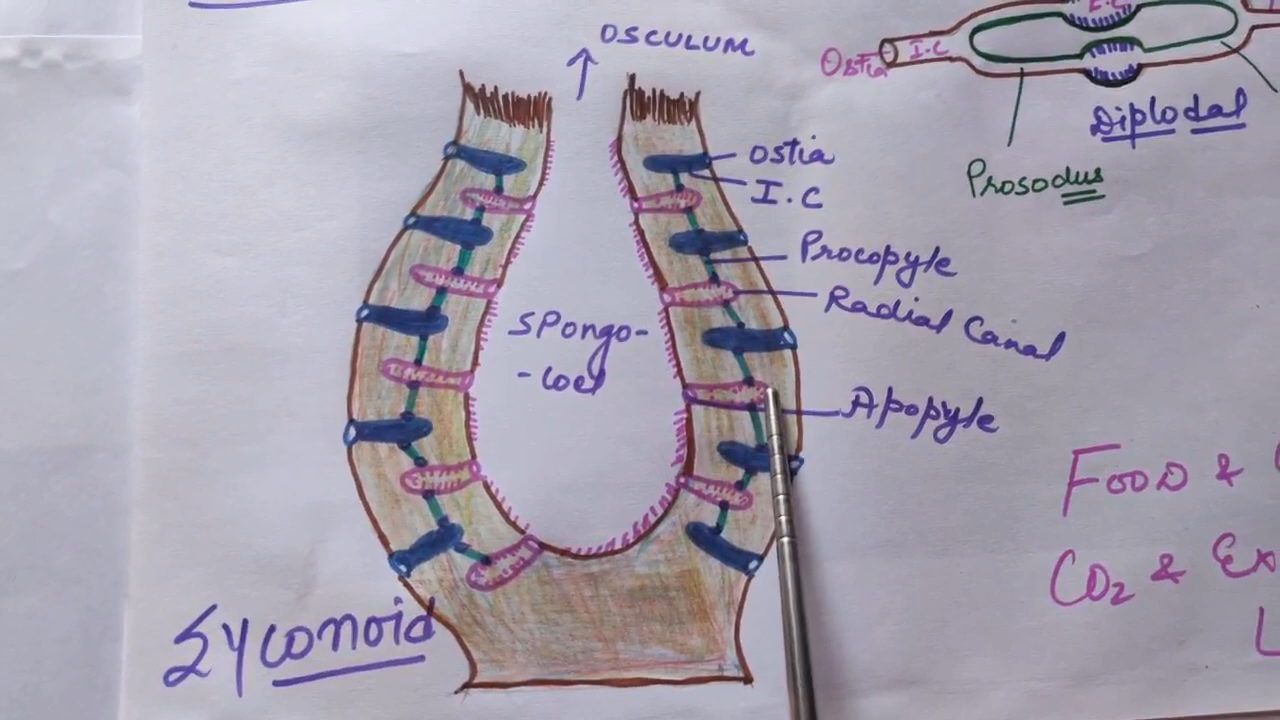 OSCULUM
Ostia
I.C
E.C
Diplodal
Prosodus
Ostia
I.C
Procopyle
Radial Canal
Spongo-
-coel
Apopyle
Food &
CO₂ & Ex
Syconoid